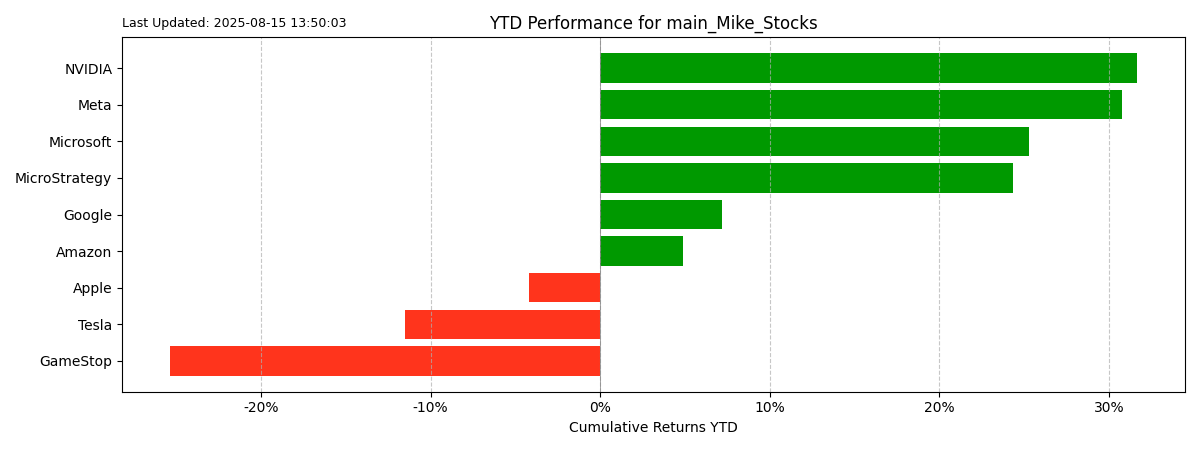 Last Updated: 2025-08-15 13:50:03
YTD Performance for main_Mike_Stocks
NVIDIA
Meta
Microsoft
MicroStrategy
Google
Amazon
Apple
Tesla
GameStop
-20% -10% 0% 10% 20% 30%
Cumulative Returns YTD